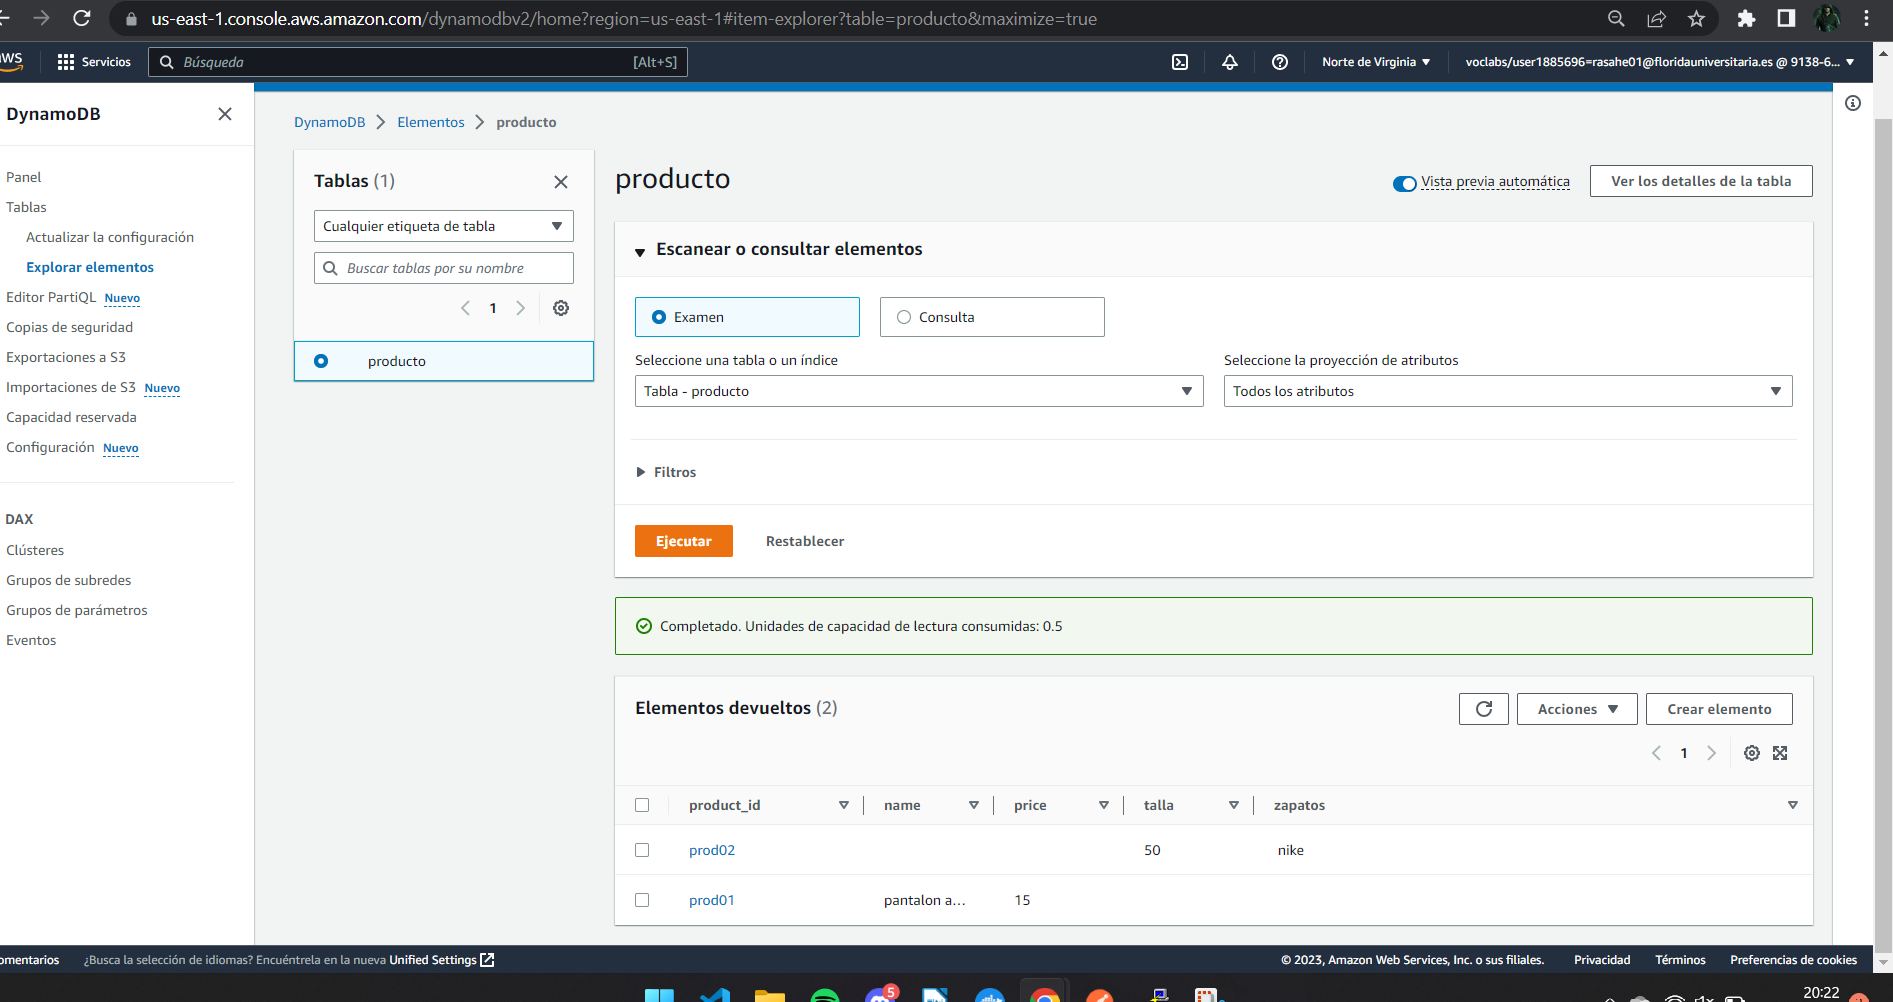 us-east-1.console.aws.amazon.com/dynamodbv2/home?region=us-east-1#item-explorer?table=producto&maximize=true
aws
Servicios
Búsqueda
[Alt+S]
Norte de Virginia
voclabs/user1885696=rasahe01@floridauniversitaria.es @ 9138-6...
DynamoDB
Panel
Tablas
Actualizar la configuración
Explorar elementos
Editor PartiQL Nuevo
Copias de seguridad
Exportaciones a S3
Importaciones de S3 Nuevo
Capacidad reservada
Configuración Nuevo
DAX
Clústeres
Grupos de subredes
Grupos de parámetros
Eventos
DynamoDB > Elementos > producto
Tablas (1)
Cualquier etiqueta de tabla
Buscar tablas por su nombre
1
producto
producto
Vista previa automática
Ver los detalles de la tabla
Escanear o consultar elementos
Examen
Consulta
Seleccione una tabla o un índice
Tabla - producto
Seleccione la proyección de atributos
Todos los atributos
Filtros
Ejecutar
Restablecer
Completado. Unidades de capacidad de lectura consumidas: 0.5
Elementos devueltos (2)
Acciones
Crear elemento
1
product_id name price talla zapatos
prod02 50 nike
prod01 pantalon a... 15
omentarios
¿Busca la selección de idiomas? Encuéntrela en la nueva Unified Settings
© 2023, Amazon Web Services, Inc. o sus filiales.
Privacidad
Términos
Preferencias de cookies
5
20:22